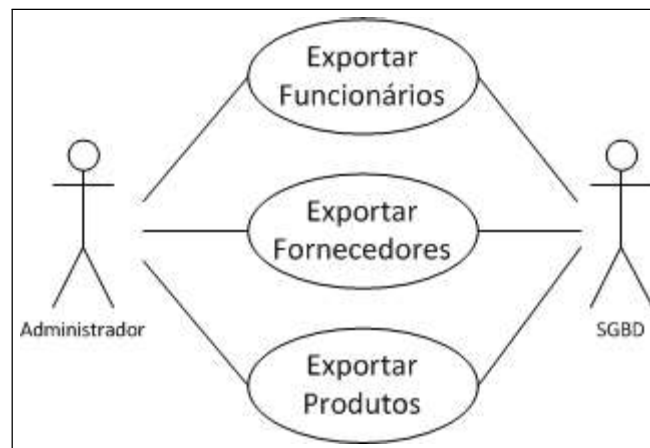 Exportar
Funcionários
Exportar
Fornecedores
Administrador
SGBD
Exportar
Produtos